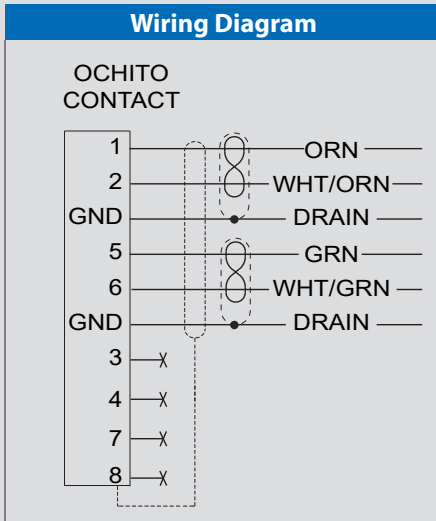 Wiring Diagram
OCHITO
CONTACT
1 ORN
2 WHT/ORN
GND DRAIN
5 GRN
6 WHT/GRN
GND DRAIN
3
4
7
8